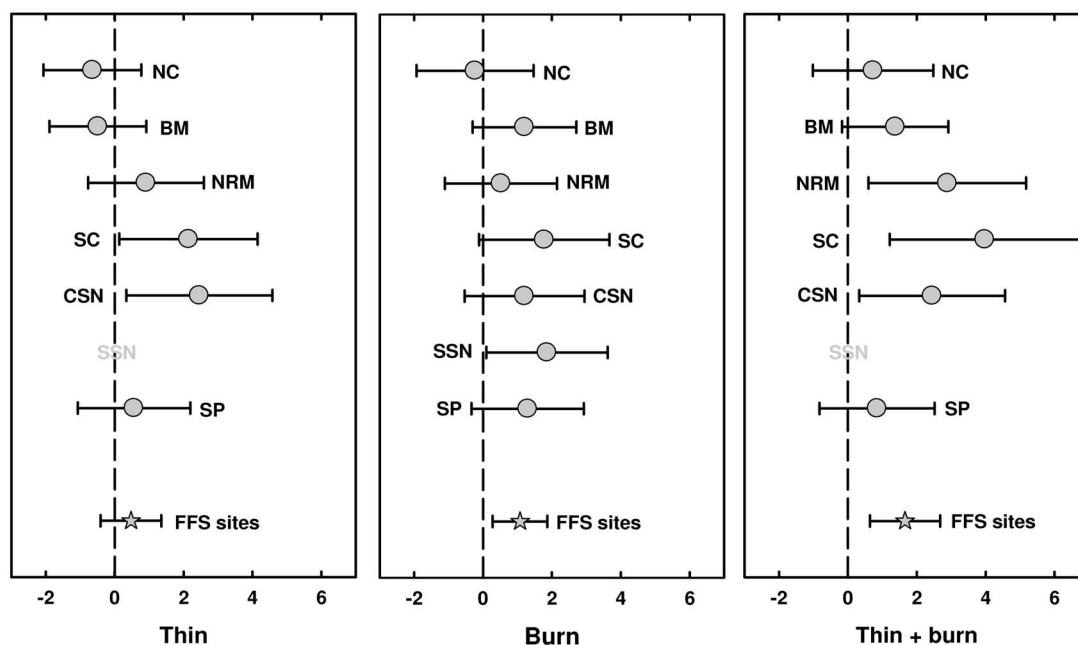 NC
BM
NRM
SC
CSN
SSN
SP
FFS sites
-2 0 2 4 6
Thin
NC
BM
NRM
SC
CSN
SSN
SP
FFS sites
-2 0 2 4 6
Burn
NC
BM
NRM
SC
CSN
SSN
SP
FFS sites
-2 0 2 4 6
Thin + burn